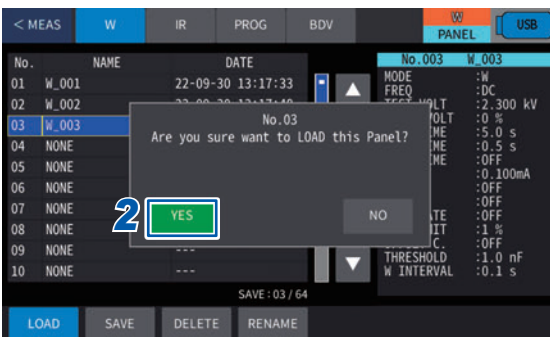 < MEAS W IR PROG BDV W PANEL USB
No. NAME DATE
01 W_001 22-09-30 13:17:33
02 W_002
03 W_003
04 NONE
05 NONE
06 NONE
07 NONE
08 NONE
09 NONE ---
10 NONE ---
SAVE : 03 / 64
No.003 W_003
MODE :W
FREQ :DC
:2.300 kV
:0 %
:5.0 s
:0.5 s
:OFF
:0.100mA
:OFF
:OFF
:OFF
:1 %
:OFF
THRESHOLD :1.0 nF
W INTERVAL :0.1 s
No.03
Are you sure want to LOAD this Panel?
2
YES NO
LOAD SAVE DELETE RENAME